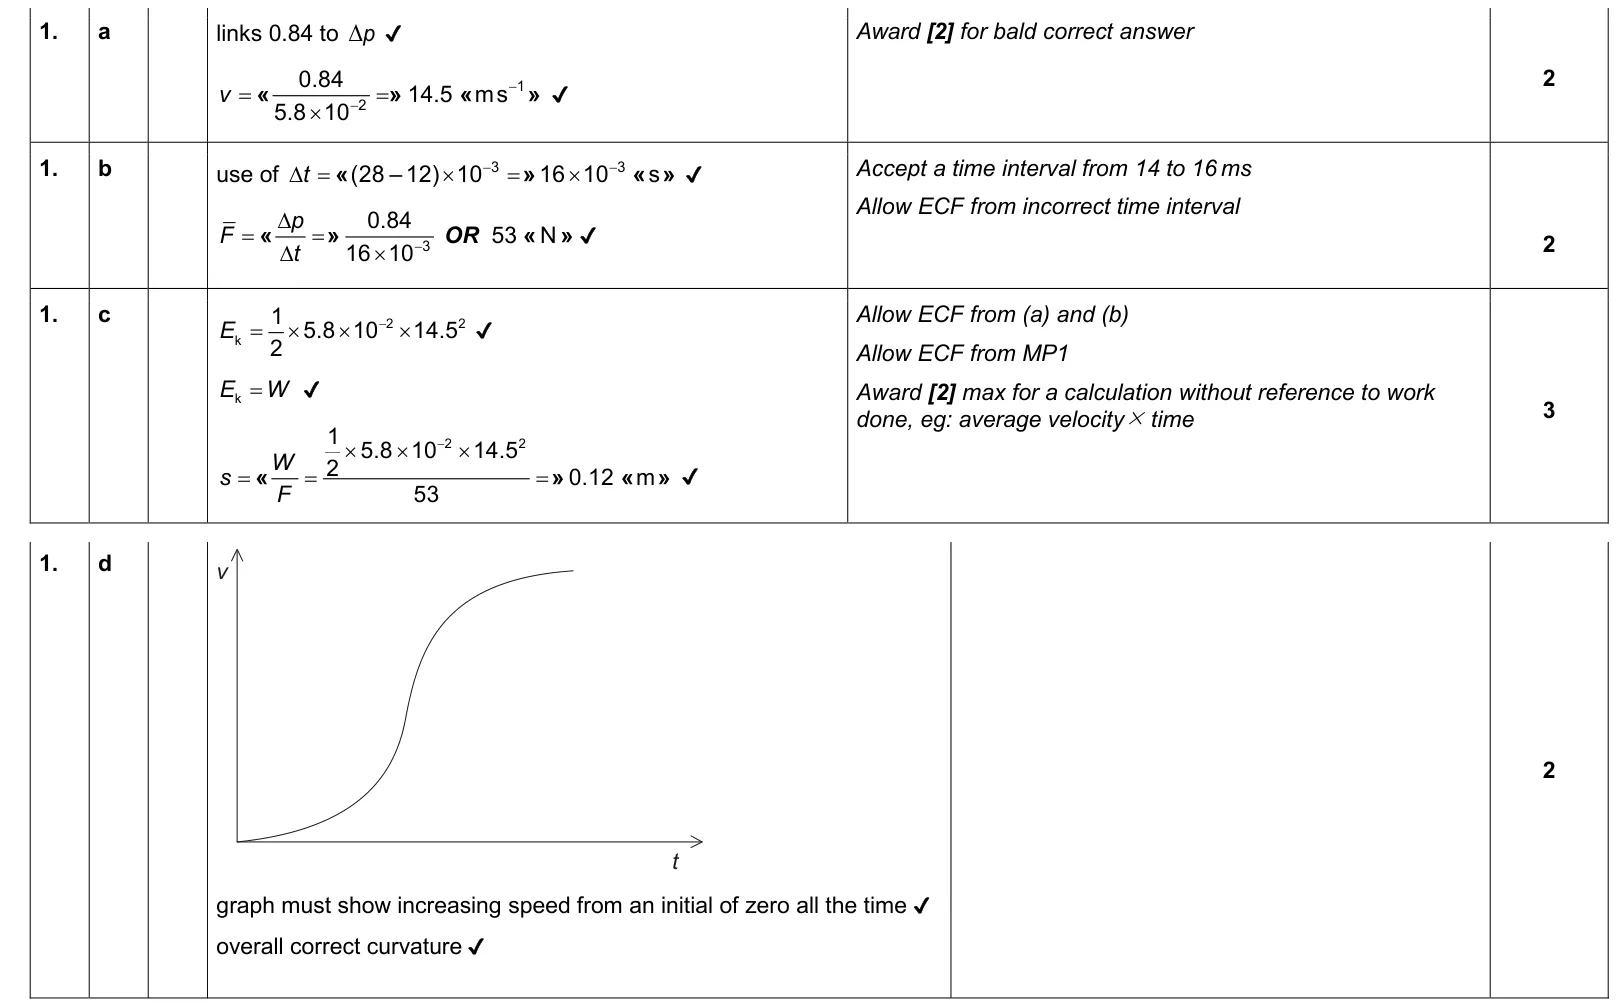 1. a links 0.84 to Δp ✓ Award [2] for bald correct answer
v = « 0.84 / 5.8×10⁻² =» 14.5 «m s⁻¹» ✓ 2
1. b use of Δt = «(28 – 12)×10⁻³ =» 16×10⁻³ «s» ✓ Accept a time interval from 14 to 16 ms
Allow ECF from incorrect time interval
F̅ = « Δp / Δt =» 0.84 / 16×10⁻³ OR 53 «N» ✓ 2
1. c Eₖ = 1/2 × 5.8×10⁻² × 14.5² ✓ Allow ECF from (a) and (b)
Allow ECF from MP1
Eₖ = W ✓ Award [2] max for a calculation without reference to work
done, eg: average velocity × time 3
s = « W / F = 1/2 × 5.8×10⁻² × 14.5² / 53 =» 0.12 «m» ✓
1. d
v
2
t
graph must show increasing speed from an initial of zero all the time ✓
overall correct curvature ✓